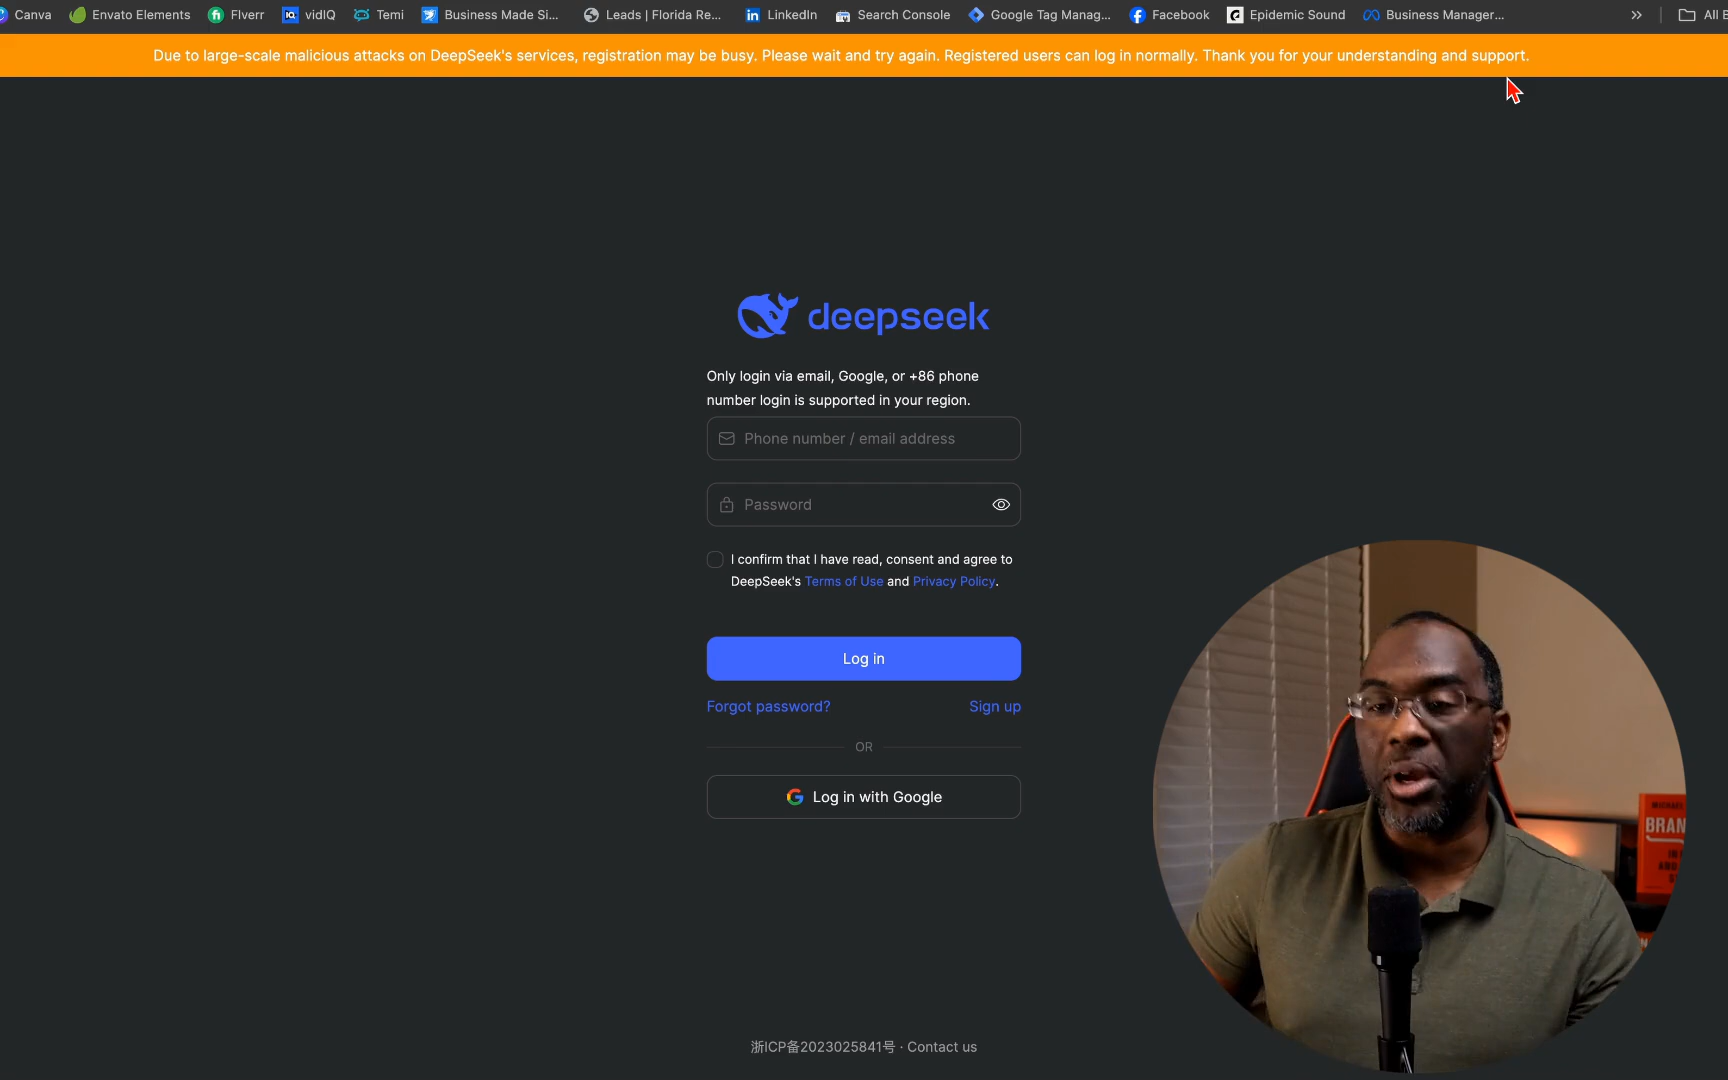 Canva
Envato Elements
FIverr
vidIQ
Temi
Business Made Si...
Leads | Florida Re...
LinkedIn
Search Console
Google Tag Manag...
Facebook
Epidemic Sound
Business Manager...
»
All
Due to large-scale malicious attacks on DeepSeek's services, registration may be busy. Please wait and try again. Registered users can log in normally. Thank you for your understanding and support.
deepseek
Only login via email, Google, or +86 phone
number login is supported in your region.
Phone number / email address
Password
I confirm that I have read, consent and agree to
DeepSeek's Terms of Use and Privacy Policy.
Log in
Forgot password?
Sign up
OR
Log in with Google
MICHAEL
BRAN
浙ICP备2023025841号 · Contact us